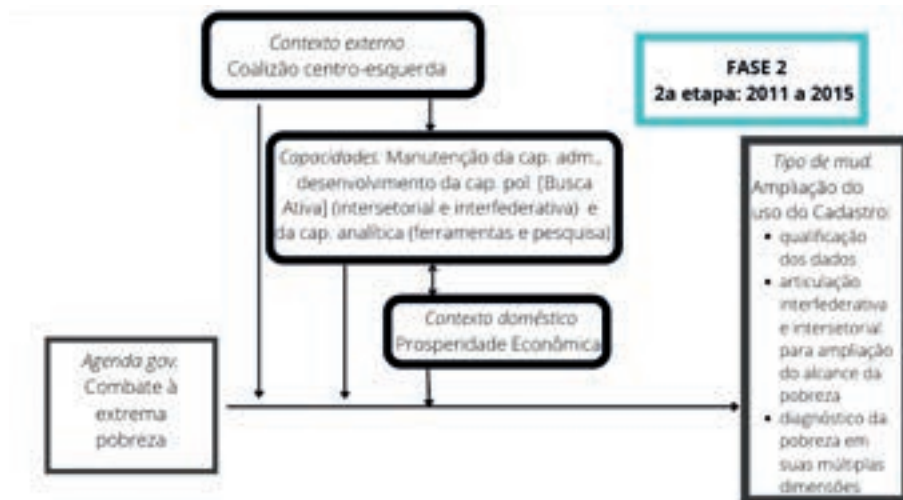 Contexto externo
Coalizão centro-esquerda
FASE 2
2a etapa: 2011 a 2015
Capacidades. Manutenção da cap. adm.,
desenvolvimento da cap. pol. [Busca
Ativa] (intersetorial e interfederativa) e
da cap. analítica (ferramentas e pesquisa)
Contexto doméstico
Prosperidade Econômica
Agenda gov.
Combate à
extrema
pobreza
Tipo de mud.
Ampliação do
uso do Cadastro:
• qualificação
dos dados
• articulação
interfederativa
e intersetorial
para ampliação
do alcance da
pobreza
• diagnóstico da
pobreza em
suas múltiplas
dimensões